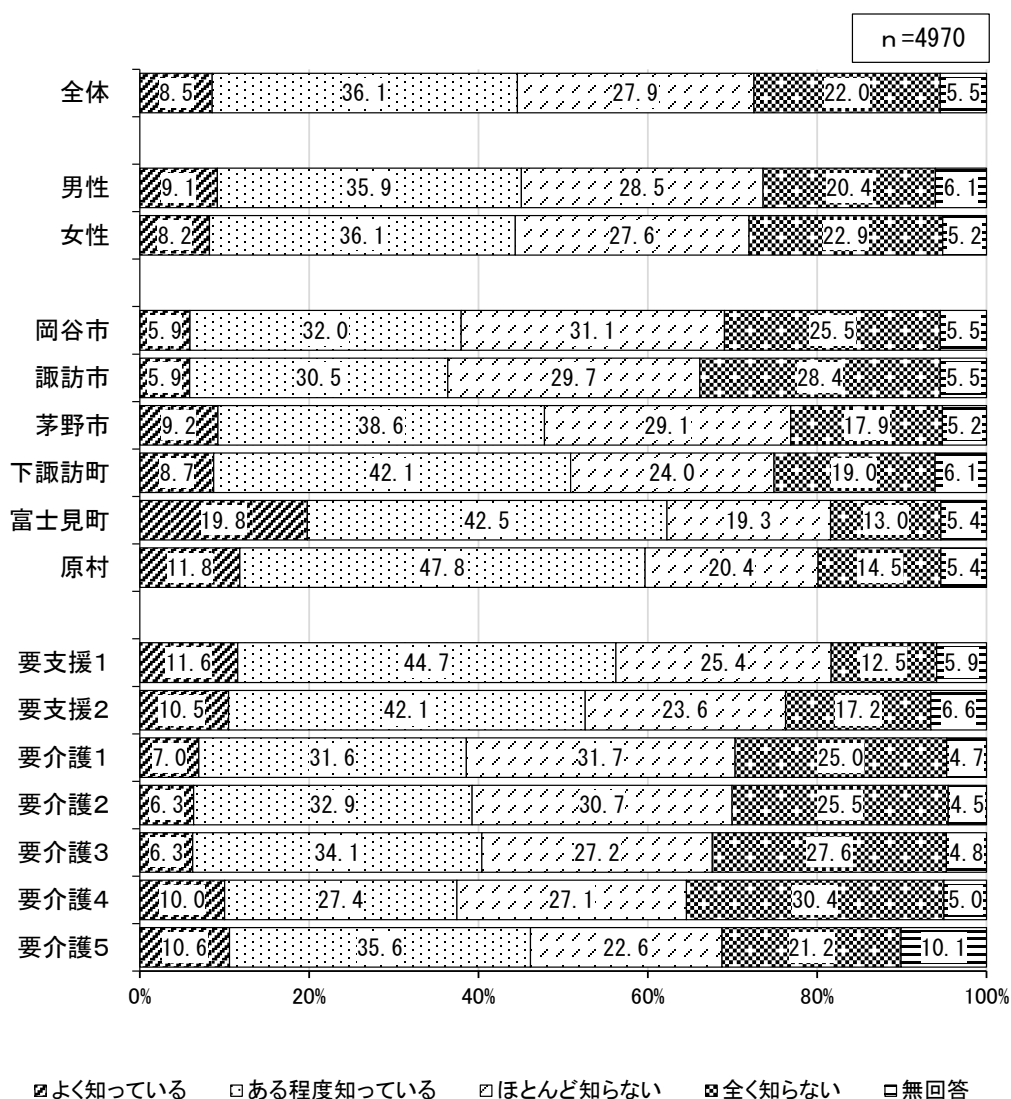 n=4970
全体 8.5 36.1 27.9 22.0 5.5
男性 9.1 35.9 28.5 20.4 6.1
女性 8.2 36.1 27.6 22.9 5.2
岡谷市 5.9 32.0 31.1 25.5 5.5
諏訪市 5.9 30.5 29.7 28.4 5.5
茅野市 9.2 38.6 29.1 17.9 5.2
下諏訪町 8.7 42.1 24.0 19.0 6.1
富士見町 19.8 42.5 19.3 13.0 5.4
原村 11.8 47.8 20.4 14.5 5.4
要支援1 11.6 44.7 25.4 12.5 5.9
要支援2 10.5 42.1 23.6 17.2 6.6
要介護1 7.0 31.6 31.7 25.0 4.7
要介護2 6.3 32.9 30.7 25.5 4.5
要介護3 6.3 34.1 27.2 27.6 4.8
要介護4 10.0 27.4 27.1 30.4 5.0
要介護5 10.6 35.6 22.6 21.2 10.1
0% 20% 40% 60% 80% 100%
よく知っている ある程度知っている ほとんど知らない 全く知らない 無回答